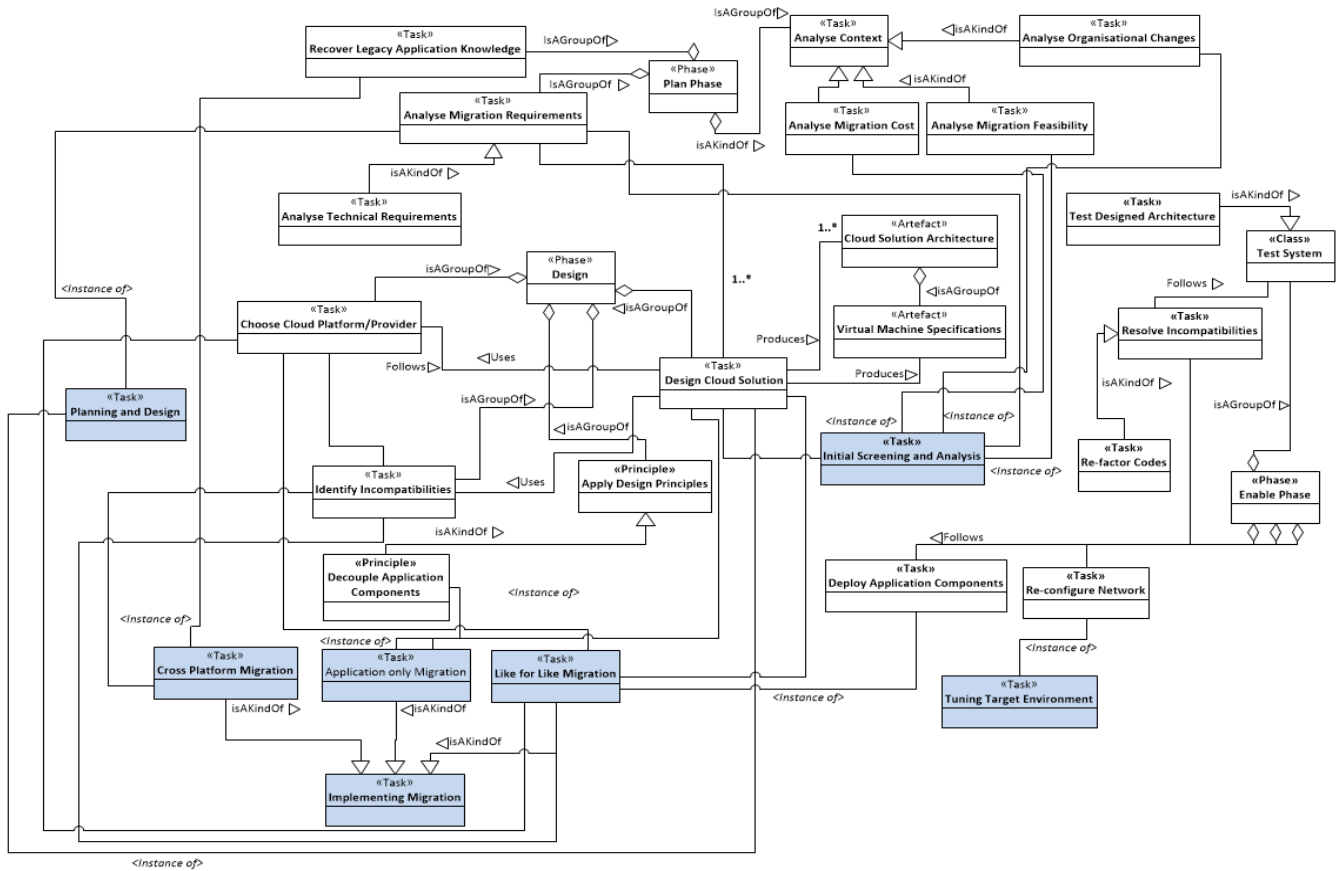 IsAGroupOf▷
«Task»
Recover Legacy Application Knowledge
IsAGroupOf▷
«Task»
Analyse Context
◁isAKindOf
«Task»
Analyse Organisational Changes
«Phase»
Plan Phase
IsAGroupOf ▷
◁ isAKindOf
«Task»
Analyse Migration Requirements
«Task»
Analyse Migration Cost
«Task»
Analyse Migration Feasibility
isAKindOf ▷
isAKindOf ▷
«Task»
Analyse Technical Requirements
«Task»
Test Designed Architecture
isAKindOf ▷
1..*
«Artefact»
Cloud Solution Architecture
«Class»
Test System
«Phase»
Design
isAGroupOf▷
1..*
<Instance of>
◁isAGroupOf
Follows ▷
◁isAGroupOf
«Task»
Choose Cloud Platform/Provider
«Artefact»
Virtual Machine Specifications
«Task»
Resolve Incompatibilities
Produces▷
◁Uses
Follows▷
«Task»
Design Cloud Solution
Produces▷
isAKindOf ▷
«Task»
Planning and Design
isAGroupOf▷
isAGroupOf▷
<Instance of>
<Instance of>
◁isAGroupOf
«Task»
Initial Screening and Analysis
«Task»
Re-factor Codes
<Instance of>
«Task»
Identify Incompatibilities
◁Uses
«Principle»
Apply Design Principles
«Phase»
Enable Phase
isAKindOf ▷
◁Follows
«Principle»
Decouple Application
Components
«Task»
Deploy Application Components
«Task»
Re-configure Network
<Instance of>
<Instance of>
<Instance of>
<Instance of>
«Task»
Cross Platform Migration
«Task»
Application only Migration
«Task»
Like for Like Migration
«Task»
Tuning Target Environment
<Instance of>
isAKindOf ▷
◁isAKindOf
◁isAKindOf
«Task»
Implementing Migration
<Instance of>